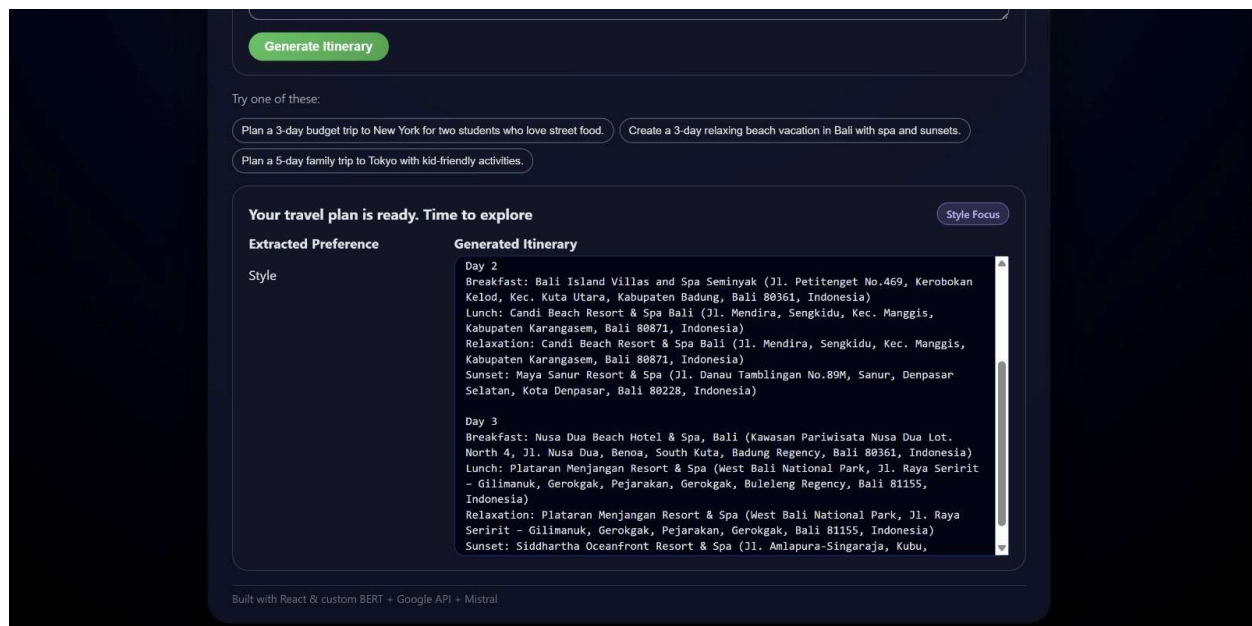 Generate Itinerary
Try one of these:
Plan a 3-day budget trip to New York for two students who love street food.
Create a 3-day relaxing beach vacation in Bali with spa and sunsets.
Plan a 5-day family trip to Tokyo with kid-friendly activities.
Your travel plan is ready. Time to explore
Style Focus
Extracted Preference
Generated Itinerary
Style
Day 2
Breakfast: Bali Island Villas and Spa Seminyak (Jl. Petitenget No.469, Kerobokan
Kelod, Kec. Kuta Utara, Kabupaten Badung, Bali 80361, Indonesia)
Lunch: Candi Beach Resort & Spa Bali (Jl. Mendira, Sengkidu, Kec. Manggis,
Kabupaten Karangasem, Bali 80871, Indonesia)
Relaxation: Candi Beach Resort & Spa Bali (Jl. Mendira, Sengkidu, Kec. Manggis,
Kabupaten Karangasem, Bali 80871, Indonesia)
Sunset: Maya Sanur Resort & Spa (Jl. Danau Tamblingan No.89M, Sanur, Denpasar
Selatan, Kota Denpasar, Bali 80228, Indonesia)
Day 3
Breakfast: Nusa Dua Beach Hotel & Spa, Bali (Kawasan Pariwisata Nusa Dua Lot.
North 4, Jl. Nusa Dua, Benoa, South Kuta, Badung Regency, Bali 80361, Indonesia)
Lunch: Plataran Menjangan Resort & Spa (West Bali National Park, Jl. Raya Seririt
– Gilimanuk, Gerokgak, Pejarakan, Gerokgak, Buleleng Regency, Bali 81155,
Indonesia)
Relaxation: Plataran Menjangan Resort & Spa (West Bali National Park, Jl. Raya
Seririt – Gilimanuk, Gerokgak, Pejarakan, Gerokgak, Bali 81155, Indonesia)
Sunset: Siddhartha Oceanfront Resort & Spa (Jl. Amlapura-Singaraja, Kubu,
Built with React & custom BERT + Google API + Mistral